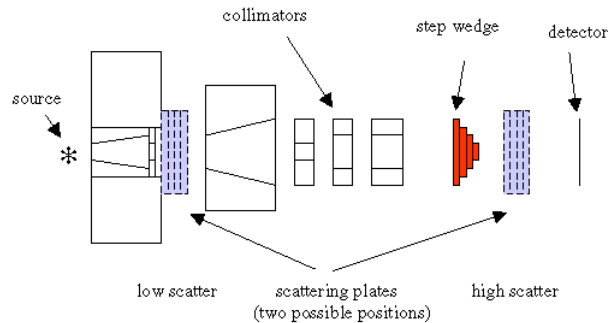 collimators
step wedge
detector
source
low scatter
scattering plates
(two possible positions)
high scatter